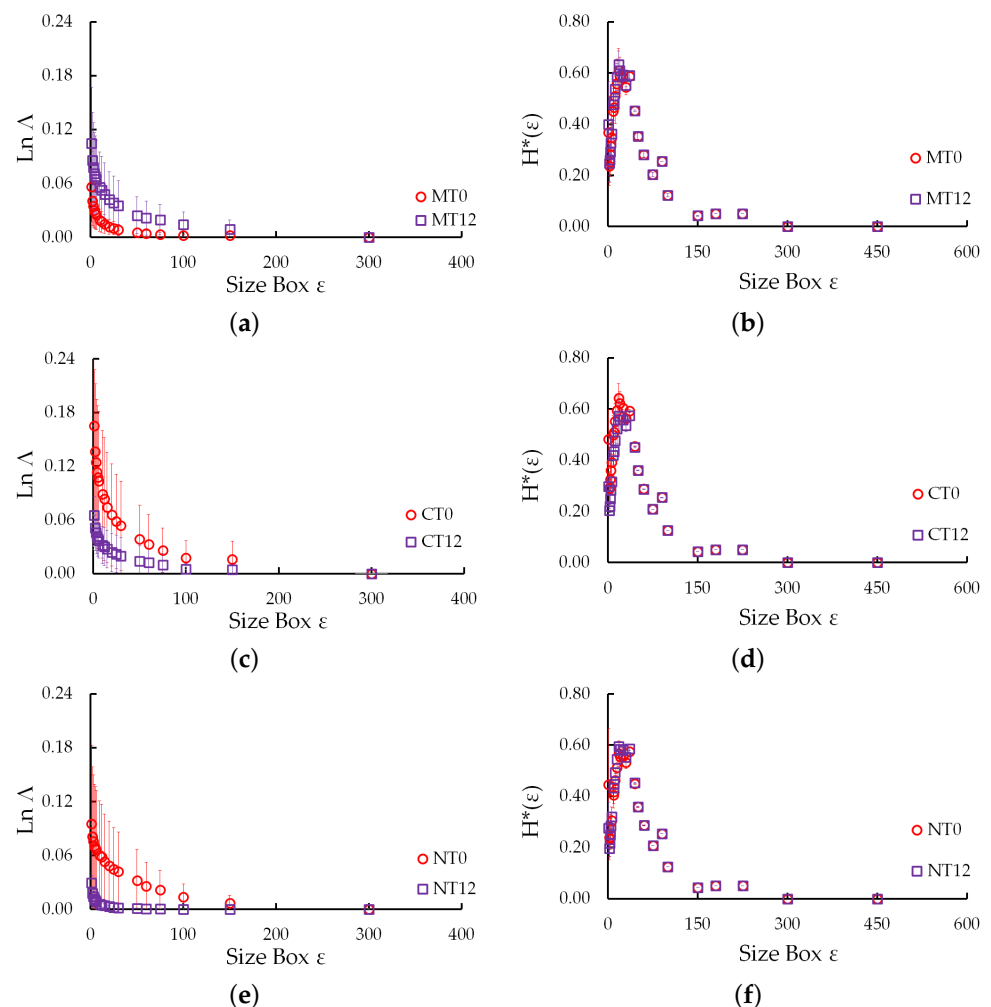 0.24
0.18
0.12
0.06
0.00
Ln Λ
0 100 200 300 400
Size Box ε
MT0
MT12
(a)
0.80
0.60
0.40
0.20
0.00
H*(ε)
0 150 300 450 600
Size Box ε
MT0
MT12
(b)
0.24
0.18
0.12
0.06
0.00
Ln Λ
0 100 200 300 400
Size Box ε
CT0
CT12
(c)
0.80
0.60
0.40
0.20
0.00
H*(ε)
0 150 300 450 600
Size Box ε
CT0
CT12
(d)
0.24
0.18
0.12
0.06
0.00
Ln Λ
0 100 200 300 400
Size Box ε
NT0
NT12
(e)
0.80
0.60
0.40
0.20
0.00
H*(ε)
0 150 300 450 600
Size Box ε
NT0
NT12
(f)